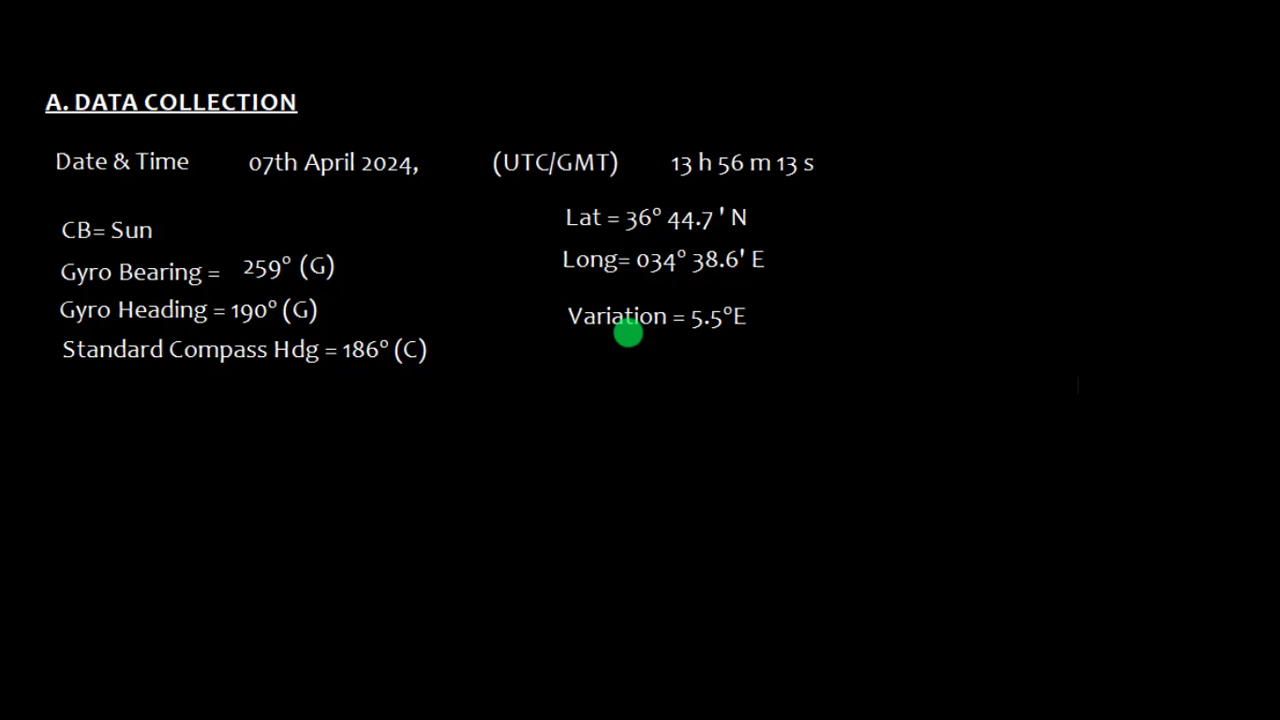 A. DATA COLLECTION
Date & Time 07th April 2024, (UTC/GMT) 13 h 56 m 13 s
CB= Sun
Gyro Bearing = 259° (G)
Gyro Heading = 190° (G)
Standard Compass Hdg = 186° (C)
Lat = 36° 44.7 ' N
Long= 034° 38.6' E
Variation = 5.5°E